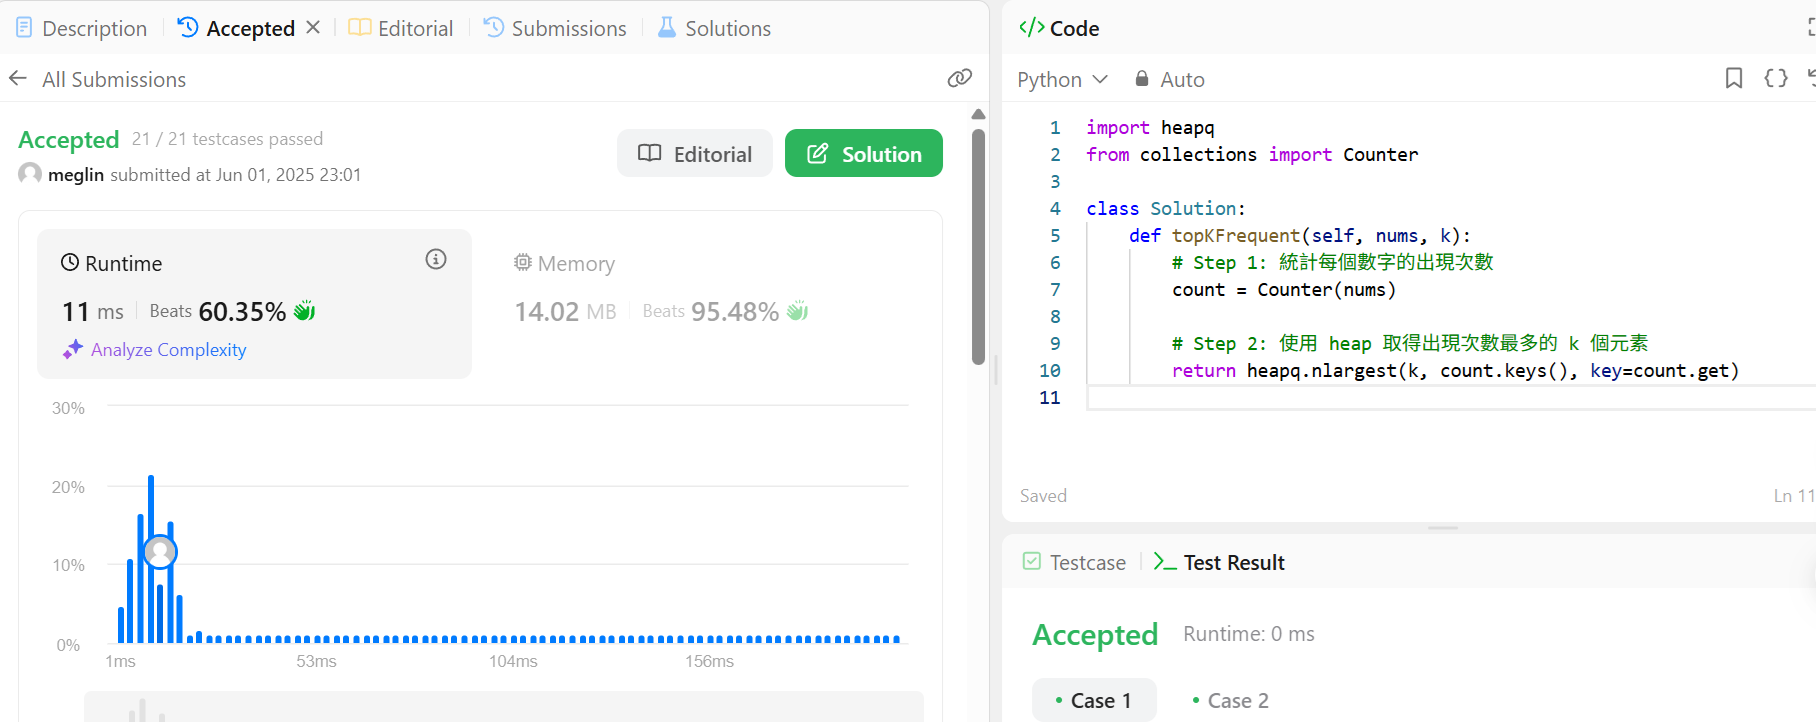 Description
Accepted
Editorial
Submissions
Solutions
All Submissions
Accepted 21 / 21 testcases passed
meglin submitted at Jun 01, 2025 23:01
Editorial
Solution
Runtime
11 ms Beats 60.35%
Analyze Complexity
Memory
14.02 MB Beats 95.48%
30%
20%
10%
0%
1ms 53ms 104ms 156ms
</> Code
Python Auto
1 import heapq
2 from collections import Counter
3
4 class Solution:
5 def topKFrequent(self, nums, k):
6 # Step 1: 統計每個數字的出現次數
7 count = Counter(nums)
8
9 # Step 2: 使用 heap 取得出現次數最多的 k 個元素
10 return heapq.nlargest(k, count.keys(), key=count.get)
11
Saved
Ln 11
Testcase
Test Result
Accepted Runtime: 0 ms
Case 1
Case 2